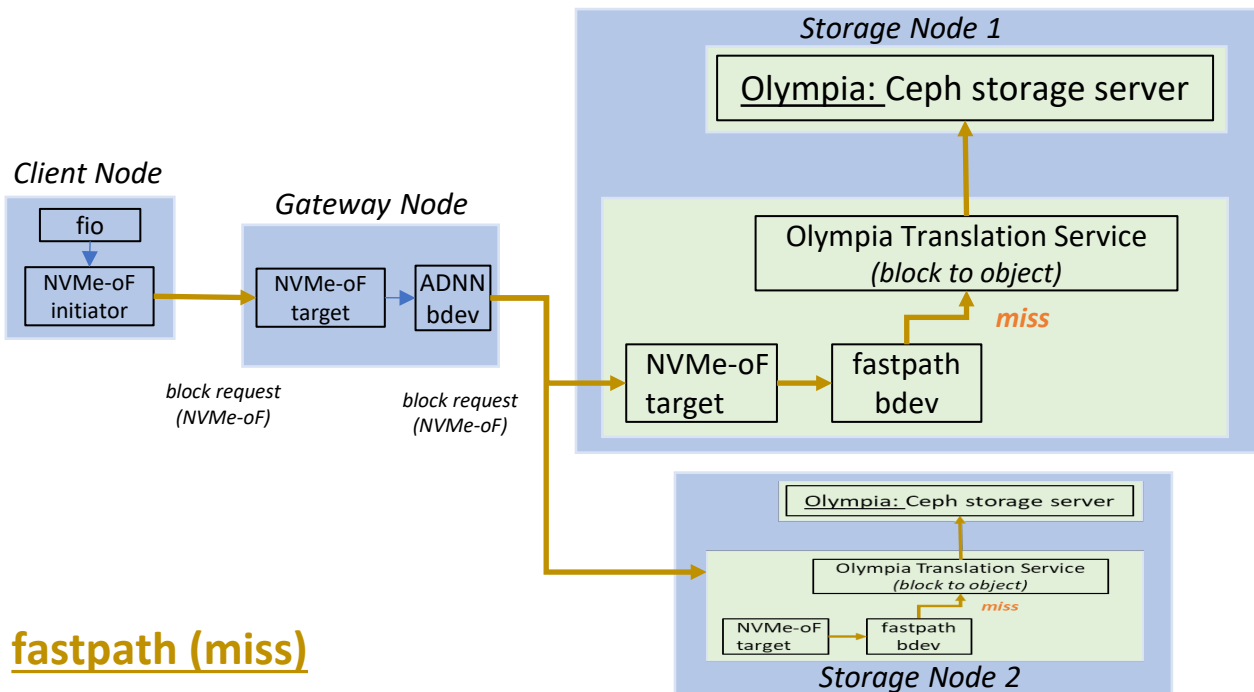 Storage Node 1
Olympia: Ceph storage server
Client Node
fio
NVMe-oF
initiator
Gateway Node
NVMe-oF
target
ADNN
bdev
block request
(NVMe-oF)
block request
(NVMe-oF)
Olympia Translation Service
(block to object)
miss
NVMe-oF
target
fastpath
bdev
Olympia: Ceph storage server
Olympia Translation Service
(block to object)
miss
NVMe-oF
target
fastpath
bdev
Storage Node 2
fastpath (miss)